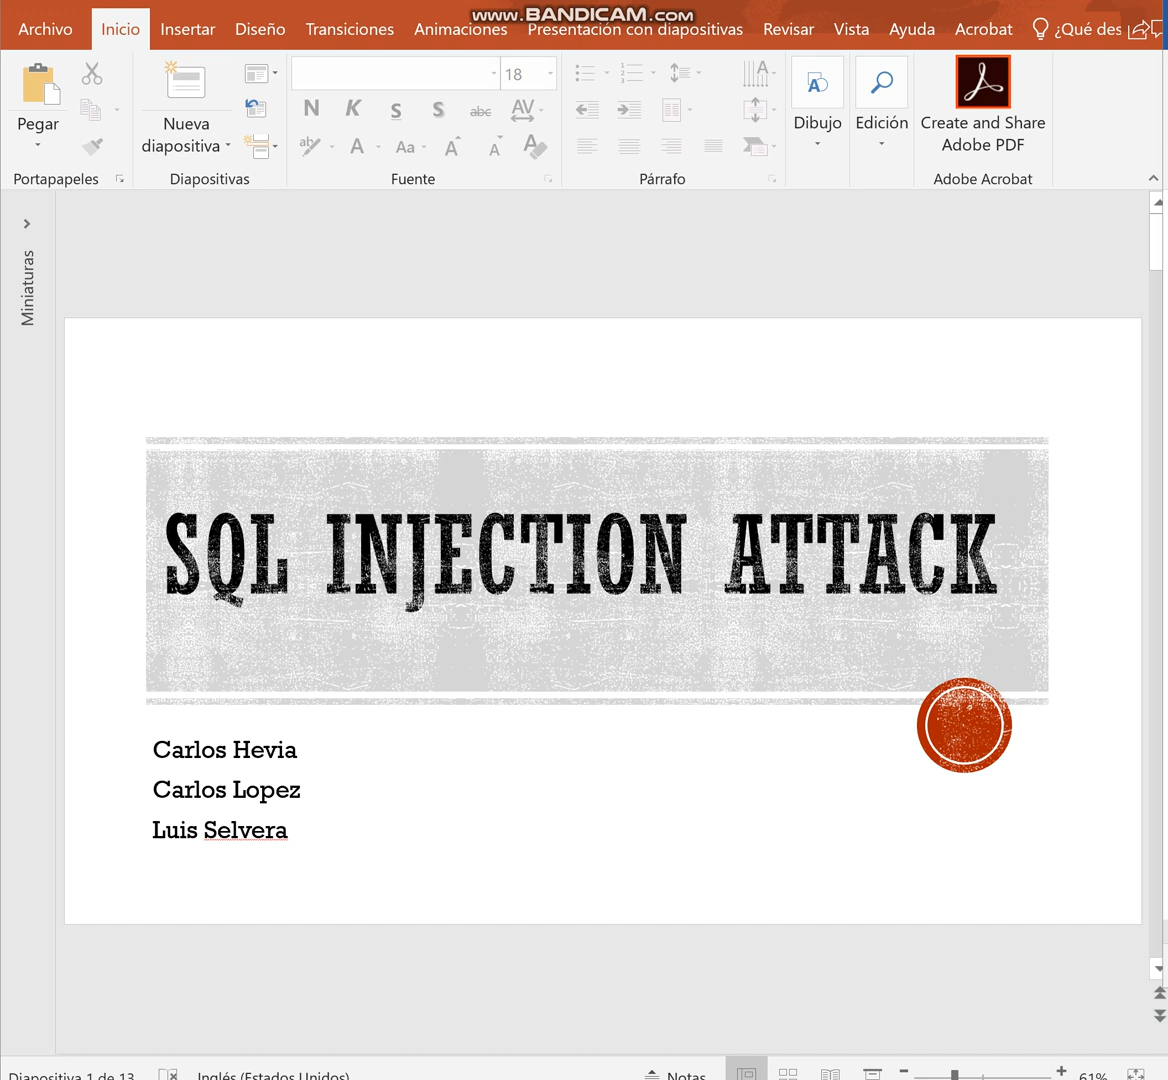 www.BANDICAM.com
Archivo Inicio Insertar Diseño Transiciones Animaciones Presentación con diapositivas Revisar Vista Ayuda Acrobat ¿Qué des
18
N K S S abc AV
Aa A A
Pegar
Nueva
diapositiva
Dibujo
Edición
Create and Share
Adobe PDF
Portapapeles Diapositivas Fuente Párrafo Adobe Acrobat
Miniaturas
SQL INJECTION ATTACK
Carlos Hevia
Carlos Lopez
Luis Selvera
Diapositiva 1 de 13 Inglés (Estados Unidos) Notas 61%